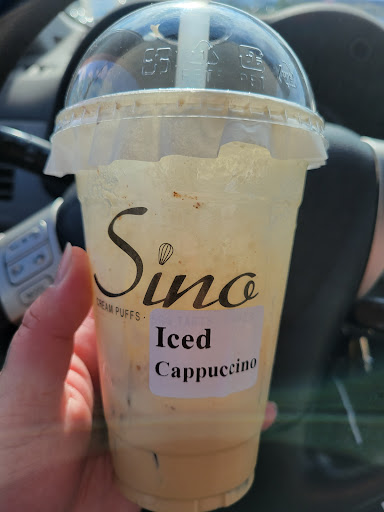 Sino
CREAM PUFFS ·
Iced
Cappuccino